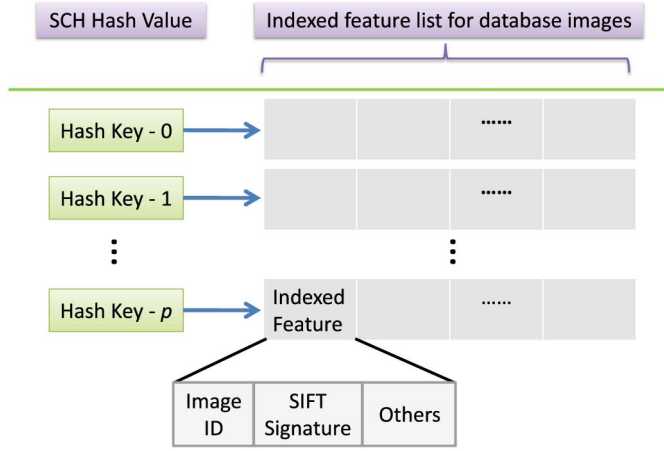 SCH Hash Value
Indexed feature list for database images
Hash Key - 0
......
Hash Key - 1
......
Hash Key - p
Indexed
Feature
......
Image
ID
SIFT
Signature
Others